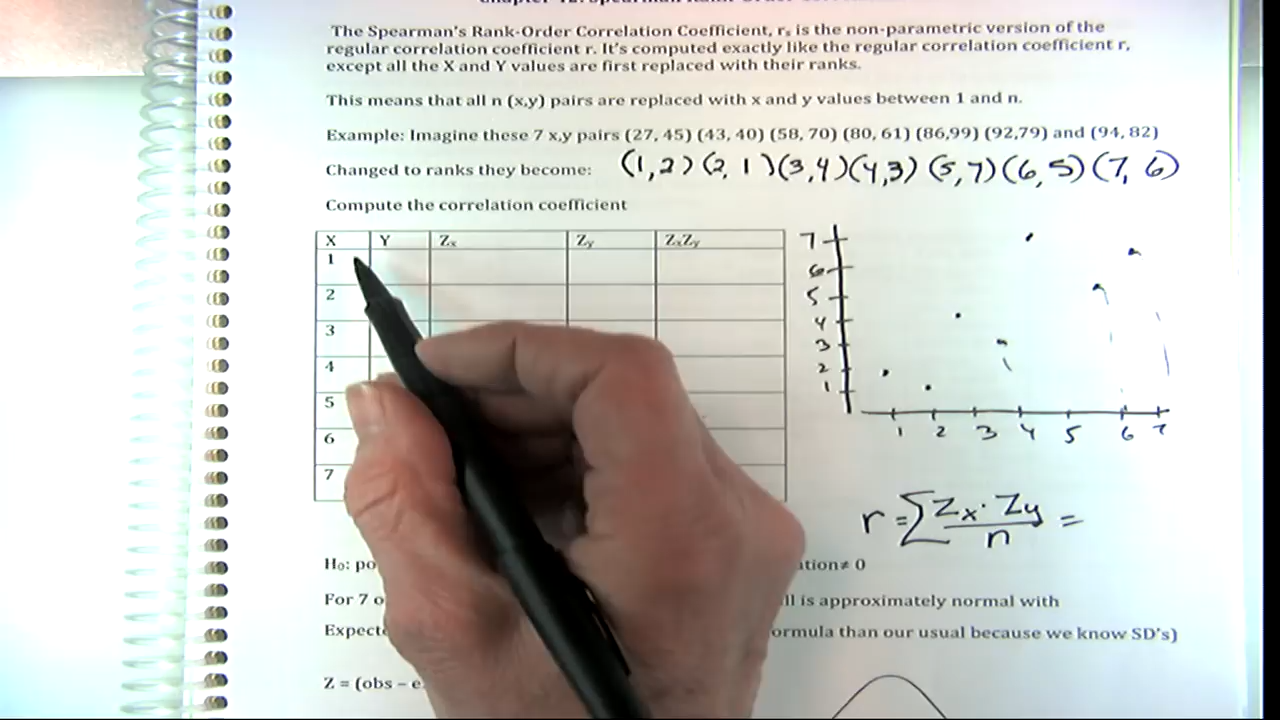 The Spearman's Rank-Order Correlation Coefficient, rₛ is the non-parametric version of the
regular correlation coefficient r. It's computed exactly like the regular correlation coefficient r,
except all the X and Y values are first replaced with their ranks.
This means that all n (x,y) pairs are replaced with x and y values between 1 and n.
Example: Imagine these 7 x,y pairs (27, 45) (43, 40) (58, 70) (80, 61) (86,99) (92,79) and (94, 82)
Changed to ranks they become: (1,2) (2, 1) (3,4) (4,3) (5,7) (6,5) (7, 6)
Compute the correlation coefficient
X Y Zₓ Zᵧ ZₓZᵧ
1
2
3
4
5
6
7
7
6
5
4
3
2
1
1 2 3 4 5 6 7
r = Σ Zx · Zy / n =
H₀: ≠ 0
For 7 is approximately normal with
formula than our usual because we know SD's)
Z = (obs –